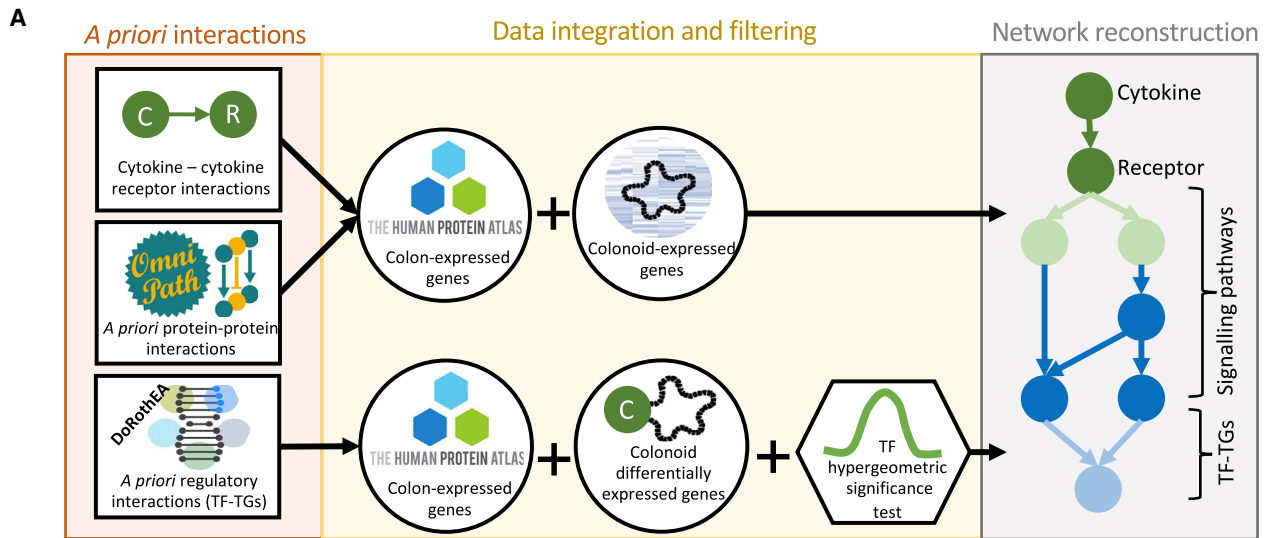 A
A priori interactions
Data integration and filtering
Network reconstruction
C
R
Cytokine – cytokine
receptor interactions
Omni
Path
A priori protein-protein
interactions
DoRothEA
A priori regulatory
interactions (TF-TGs)
THE HUMAN PROTEIN ATLAS
Colon-expressed
genes
+
Colonoid-expressed
genes
THE HUMAN PROTEIN ATLAS
Colon-expressed
genes
+
C
Colonoid
differentially
expressed genes
+
TF
hypergeometric
significance
test
Cytokine
Receptor
Signalling pathways
TF-TGs